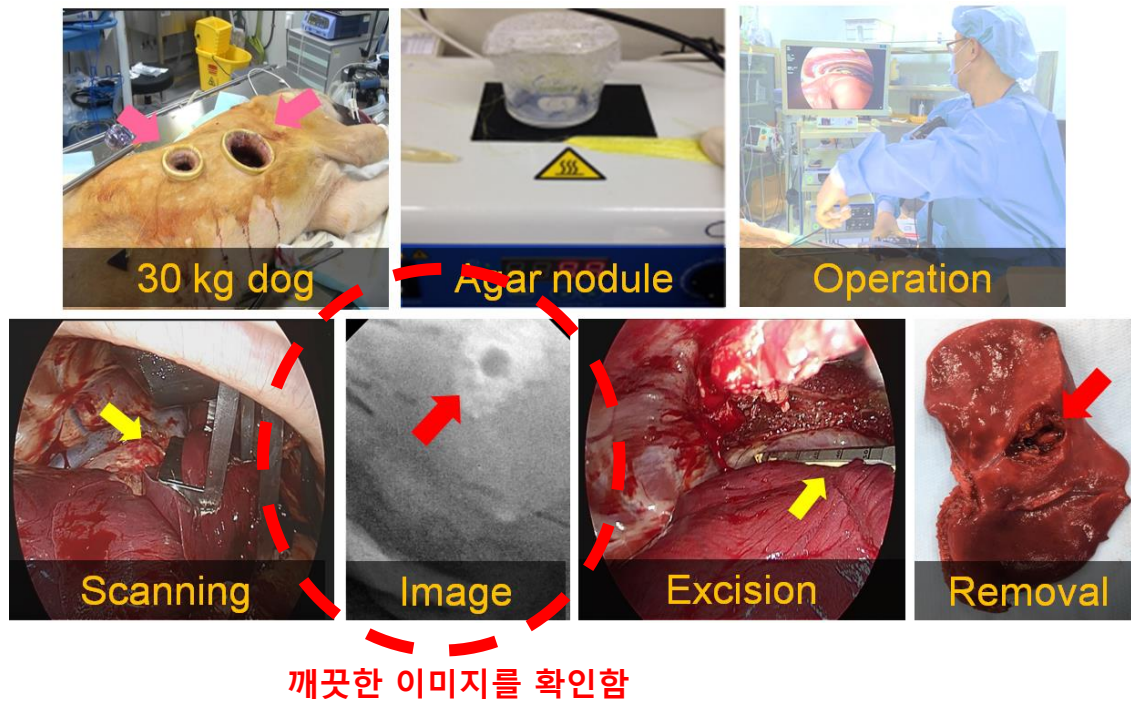 30 kg dog
Agar nodule
Operation
Scanning
Image
Excision
Removal
깨끗한 이미지를 확인함